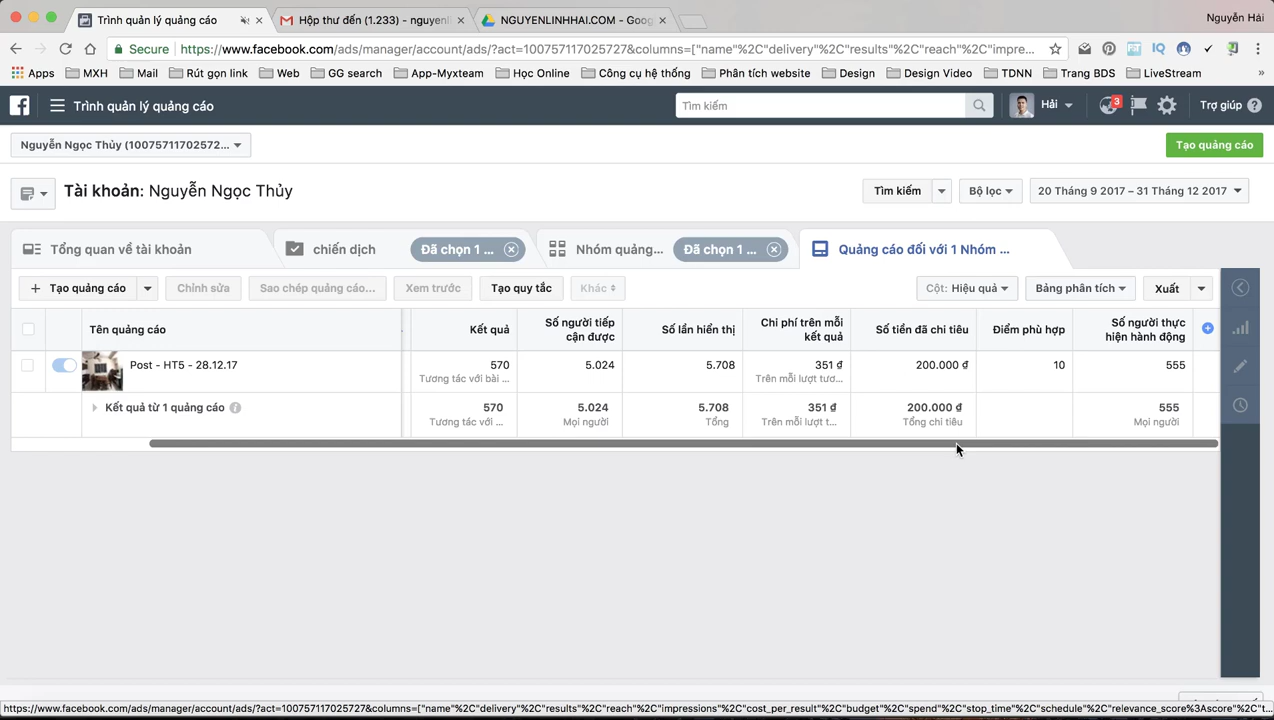 Trình quản lý quảng cáo
Hộp thư đến (1.233) - nguyenl
NGUYENLINHHAI.COM - Goog
Nguyễn Hải
Secure https://www.facebook.com/ads/manager/account/ads/?act=100757117025727&columns=["name"%2C"delivery"%2C"results"%2C"reach"%2C"impre...
Apps MXH Mail Rút gọn link Web GG search App-Myxteam Học Online Công cụ hệ thống Phân tích website Design Design Video TDNN Trang BDS LiveStream »
Trình quản lý quảng cáo Tìm kiếm Hải 3 Trợ giúp
Nguyễn Ngọc Thủy (10075711702572... Tạo quảng cáo
Tài khoản: Nguyễn Ngọc Thủy Tìm kiếm Bộ lọc 20 Tháng 9 2017 – 31 Tháng 12 2017
Tổng quan về tài khoản chiến dịch Đã chọn 1 ... Nhóm quảng... Đã chọn 1 ... Quảng cáo đối với 1 Nhóm ...
+ Tạo quảng cáo Chỉnh sửa Sao chép quảng cáo... Xem trước Tạo quy tắc Khác Cột: Hiệu quả Bảng phân tích Xuất
Tên quảng cáo Kết quả Số người tiếp cận được Số lần hiển thị Chi phí trên mỗi kết quả Số tiền đã chi tiêu Điểm phù hợp Số người thực hiện hành động
Post - HT5 - 28.12.17 570 5.024 5.708 351 ₫ 200.000 ₫ 10 555
Tương tác với bài ... Trên mỗi lượt tươ...
Kết quả từ 1 quảng cáo 570 5.024 5.708 351 ₫ 200.000 ₫ 555
Tương tác với ... Mọi người Tổng Trên mỗi lượt t... Tổng chi tiêu Mọi người
https://www.facebook.com/ads/manager/account/ads/?act=100757117025727&columns=["name"%2C"delivery"%2C"results"%2C"reach"%2C"impressions"%2C"cost_per_result"%2C"budget"%2C"spend"%2C"stop_time"%2C"schedule"%2C"relevance_score%3Ascore"%2C"t...